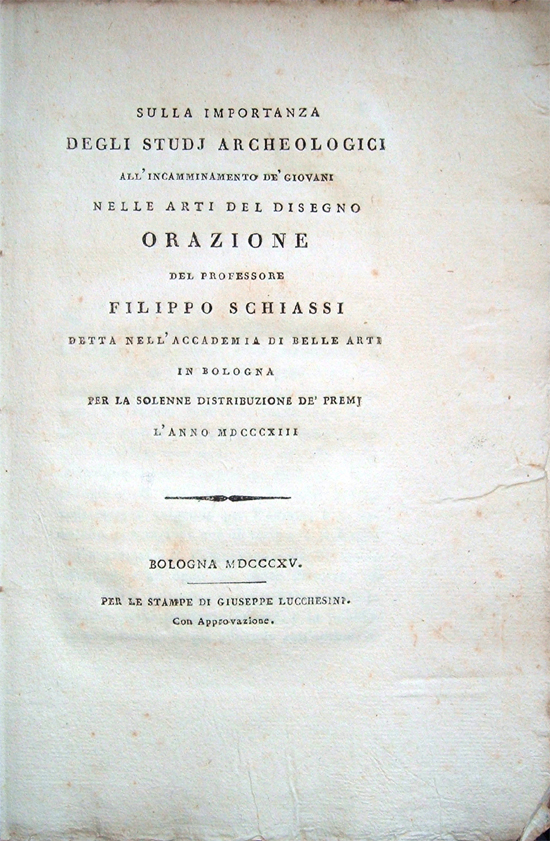 SULLA IMPORTANZA
DEGLI STUDJ ARCHEOLOGICI
ALL'INCAMMINAMENTO DE' GIOVANI
NELLE ARTI DEL DISEGNO
ORAZIONE
DEL PROFESSORE
FILIPPO SCHIASSI
DETTA NELL'ACCADEMIA DI BELLE ARTI
IN BOLOGNA
PER LA SOLENNE DISTRIBUZIONE DE' PREMJ
L'ANNO MDCCCXIII
BOLOGNA MDCCCXV.
PER LE STAMPE DI GIUSEPPE LUCCHESINI.
Con Approvazione.